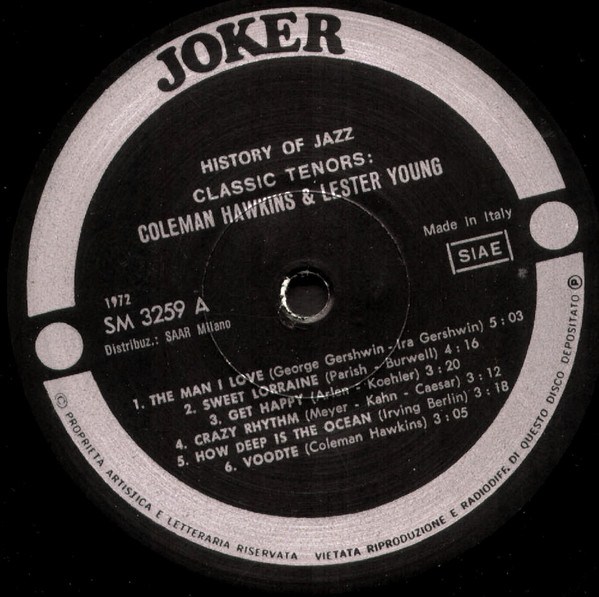 JOKER
HISTORY OF JAZZ
CLASSIC TENORS:
COLEMAN HAWKINS & LESTER YOUNG
Made in Italy
SIAE
1972
SM 3259 A
Distribuz.: SAAR Milano
1. THE MAN I LOVE (George Gershwin - Ira Gershwin) 5 : 03
2. SWEET LORRAINE (Parish - Burwell) 4 : 16
3. GET HAPPY (Arlen - Koehler) 3 : 20
4. CRAZY RHYTHM (Meyer - Kahn - Caesar) 3 : 12
5. HOW DEEP IS THE OCEAN (Irving Berlin) 3 : 18
6. VOODTE (Coleman Hawkins) 3 : 05
© PROPRIETA ARTISTICA E LETTERARIA RISERVATA VIETATA RIPRODUZIONE E RADIODIFF. DI QUESTO DISCO DEPOSITATO Ⓟ